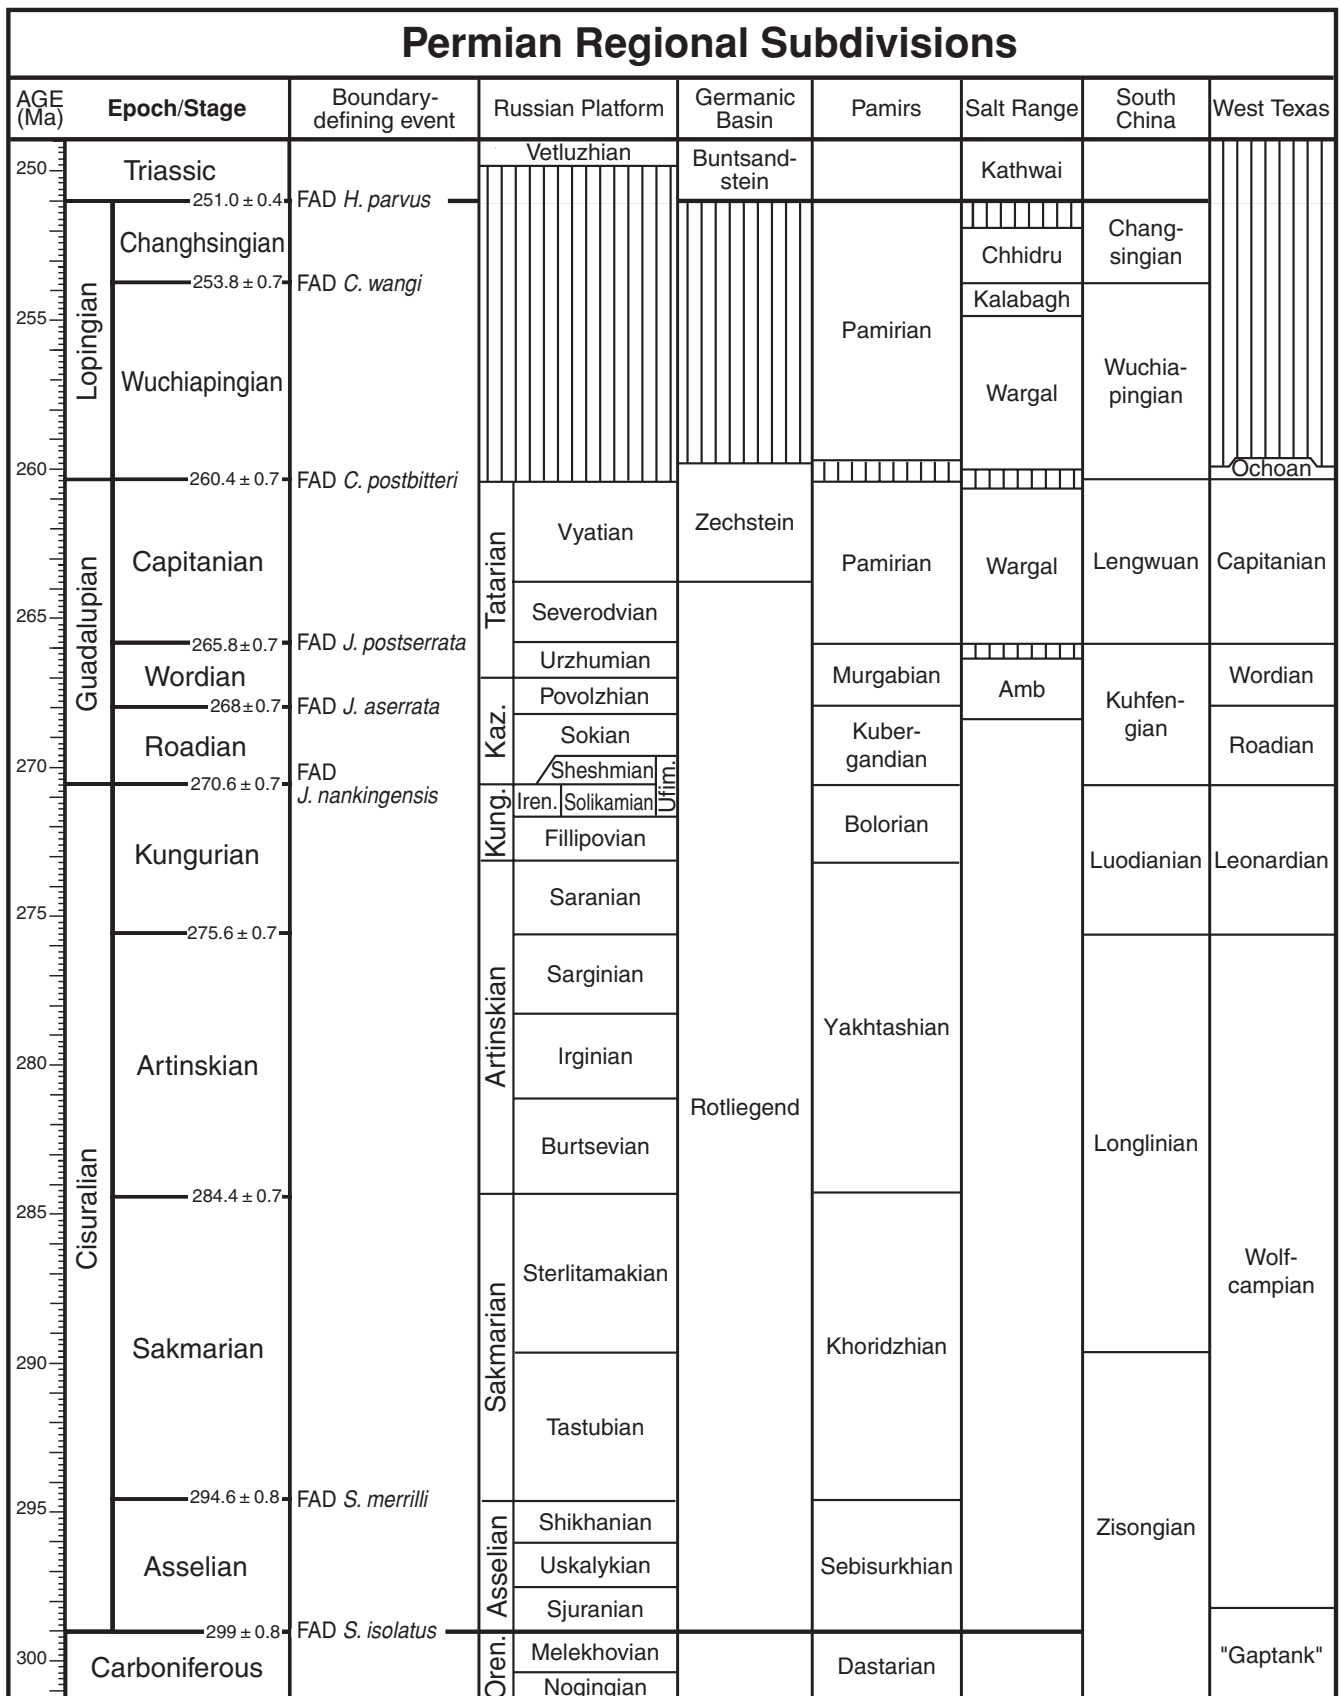 Permian Regional Subdivisions
AGE
(Ma)
Epoch/Stage
Boundary-
defining event
Russian Platform
Germanic
Basin
Pamirs
Salt Range
South
China
West Texas
250
255
260
265
270
275
280
285
290
295
300
Lopingian
Guadalupian
Cisuralian
Triassic
251.0 ± 0.4
Changhsingian
253.8 ± 0.7
Wuchiapingian
260.4 ± 0.7
Capitanian
265.8 ± 0.7
Wordian
268 ± 0.7
Roadian
270.6 ± 0.7
Kungurian
275.6 ± 0.7
Artinskian
284.4 ± 0.7
Sakmarian
294.6 ± 0.8
Asselian
299 ± 0.8
Carboniferous
FAD H. parvus
FAD C. wangi
FAD C. postbitteri
FAD J. postserrata
FAD J. aserrata
FAD
J. nankingensis
FAD S. merrilli
FAD S. isolatus
Tatarian
Kaz.
Ufim.
Kung.
Artinskian
Sakmarian
Asselian
Oren.
Vetluzhian
Vyatian
Severodvian
Urzhumian
Povolzhian
Sokian
Sheshmian
Iren.
Solikamian
Fillipovian
Saranian
Sarginian
Irginian
Burtsevian
Sterlitamakian
Tastubian
Shikhanian
Uskalykian
Sjuranian
Melekhovian
Nogingian
Buntsand-
stein
Zechstein
Rotliegend
Pamirian
Pamirian
Murgabian
Kuber-
gandian
Bolorian
Yakhtashian
Khoridzhian
Sebisurkhian
Dastarian
Kathwai
Chhidru
Kalabagh
Wargal
Wargal
Amb
Chang-
singian
Wuchia-
pingian
Lengwuan
Kuhfen-
gian
Luodianian
Longlinian
Zisongian
Ochoan
Capitanian
Wordian
Roadian
Leonardian
Wolf-
campian
"Gaptank"